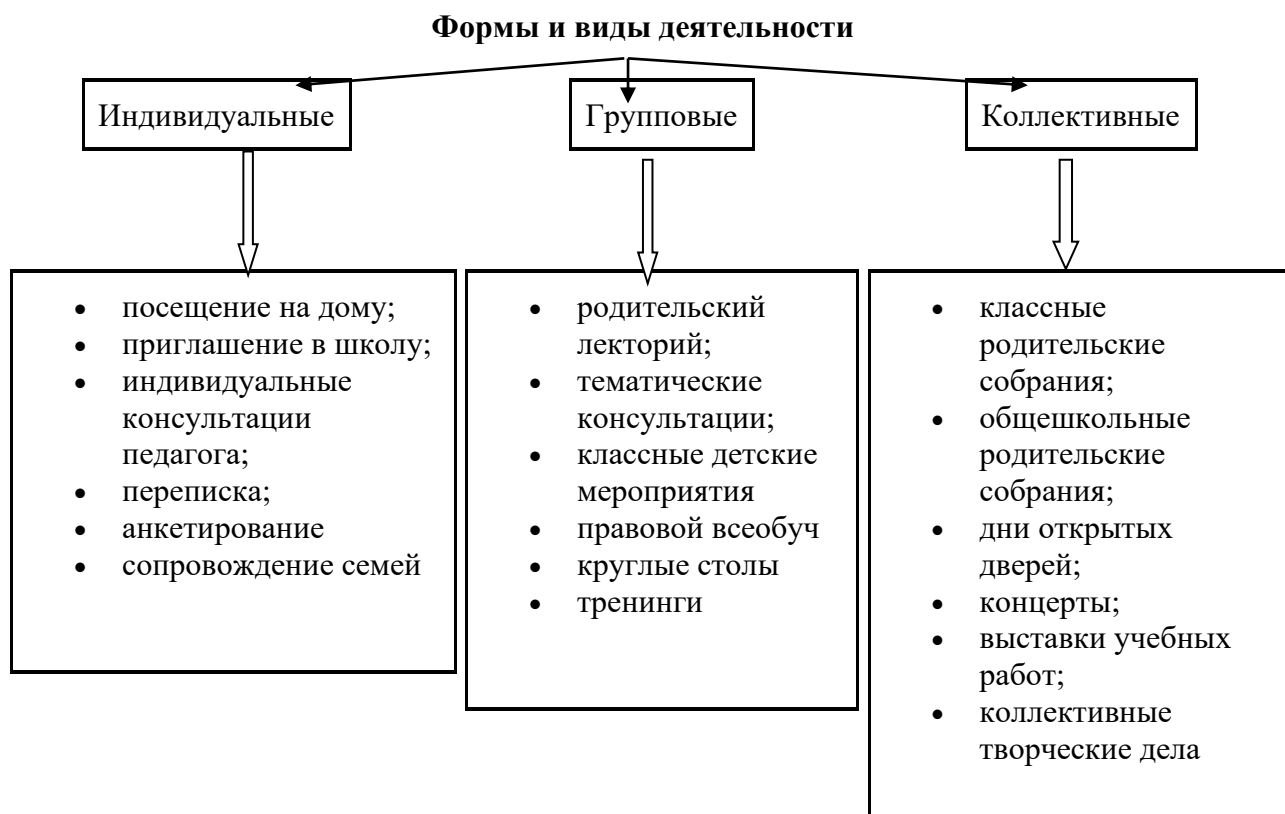 Формы и виды деятельности
Индивидуальные
Групповые
Коллективные
• посещение на дому;
• приглашение в школу;
• индивидуальные
консультации
педагога;
• переписка;
• анкетирование
• сопровождение семей
• родительский
лекторий;
• тематические
консультации;
• классные детские
мероприятия
• правовой всеобуч
• круглые столы
• тренинги
• классные
родительские
собрания;
• общешкольные
родительские
собрания;
• дни открытых
дверей;
• концерты;
• выставки учебных
работ;
• коллективные
творческие дела